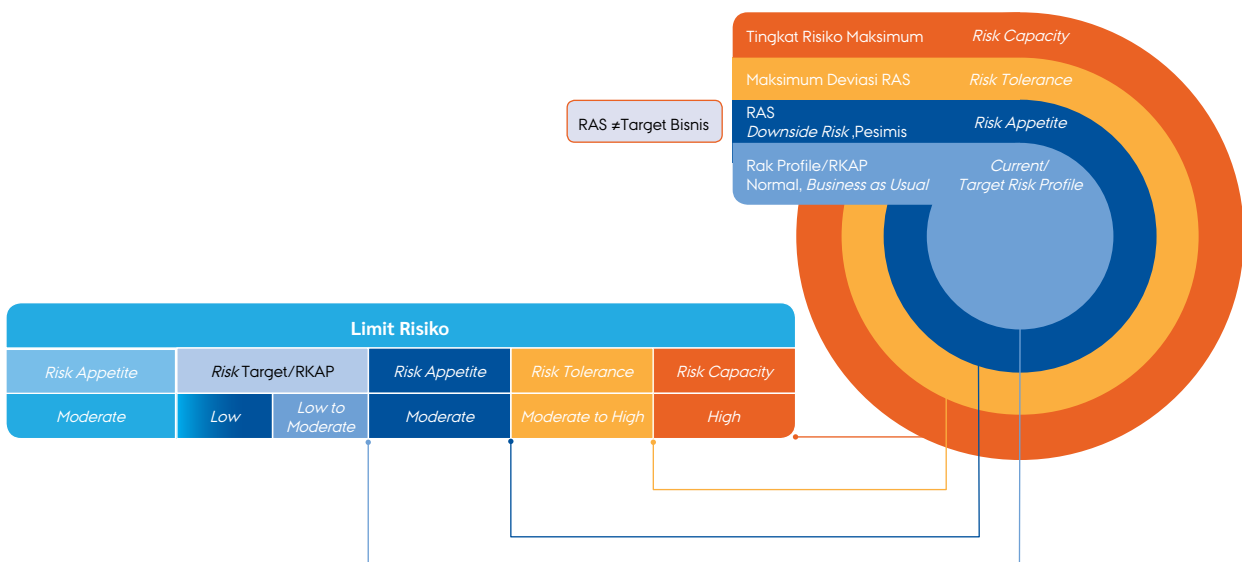 Tingkat Risiko Maksimum Risk Capacity
Maksimum Deviasi RAS Risk Tolerance
RAS ≠Target Bisnis
RAS
Downside Risk ,Pesimis
Risk Appetite
Rak Profile/RKAP
Normal, Business as Usual
Current/
Target Risk Profile
Limit Risiko
Risk Appetite Risk Target/RKAP Risk Appetite Risk Tolerance Risk Capacity
Moderate
Low
Low to
Moderate
Moderate
Moderate to High
High